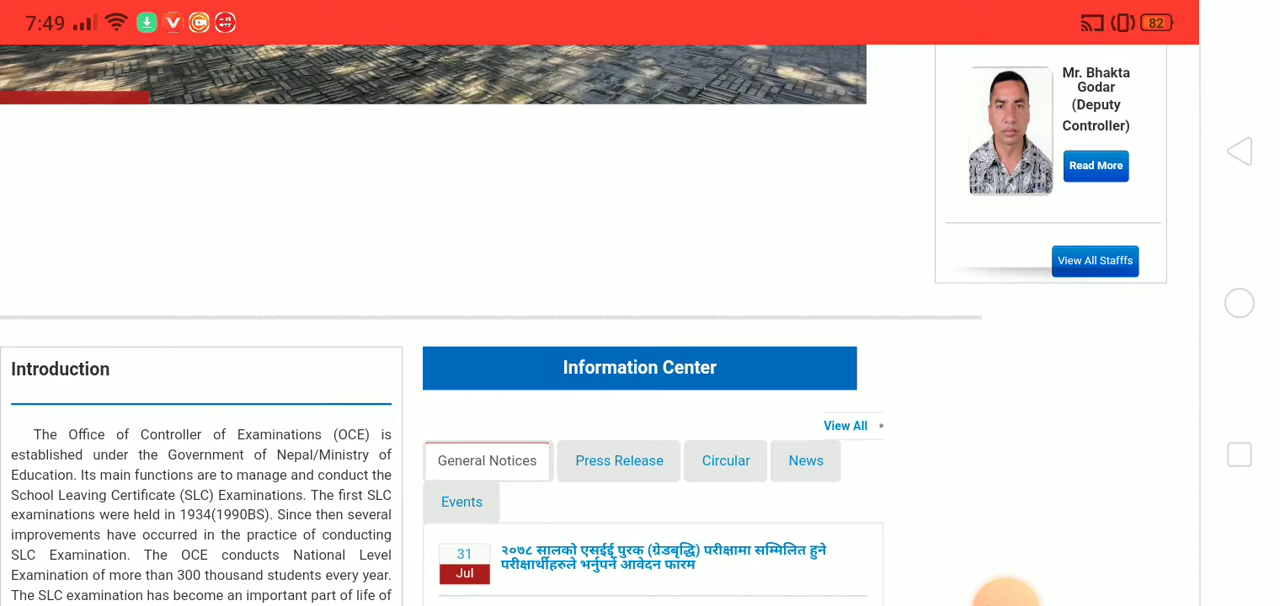 7:49
82
Mr. Bhakta
Godar
(Deputy
Controller)
Read More
View All Stafffs
Introduction
Information Center
The Office of Controller of Examinations (OCE) is
established under the Government of Nepal/Ministry of
Education. Its main functions are to manage and conduct the
School Leaving Certificate (SLC) Examinations. The first SLC
examinations were held in 1934(1990BS). Since then several
improvements have occurred in the practice of conducting
SLC Examination. The OCE conducts National Level
Examination of more than 300 thousand students every year.
The SLC examination has become an important part of life of
View All
General Notices
Press Release
Circular
News
Events
31
Jul
२०७८ सालको एसईई पुरक (ग्रेडबृद्धि) परीक्षामा सम्मिलित हुने
परीक्षार्थीहरुले भर्नुपर्ने आवेदन फारम